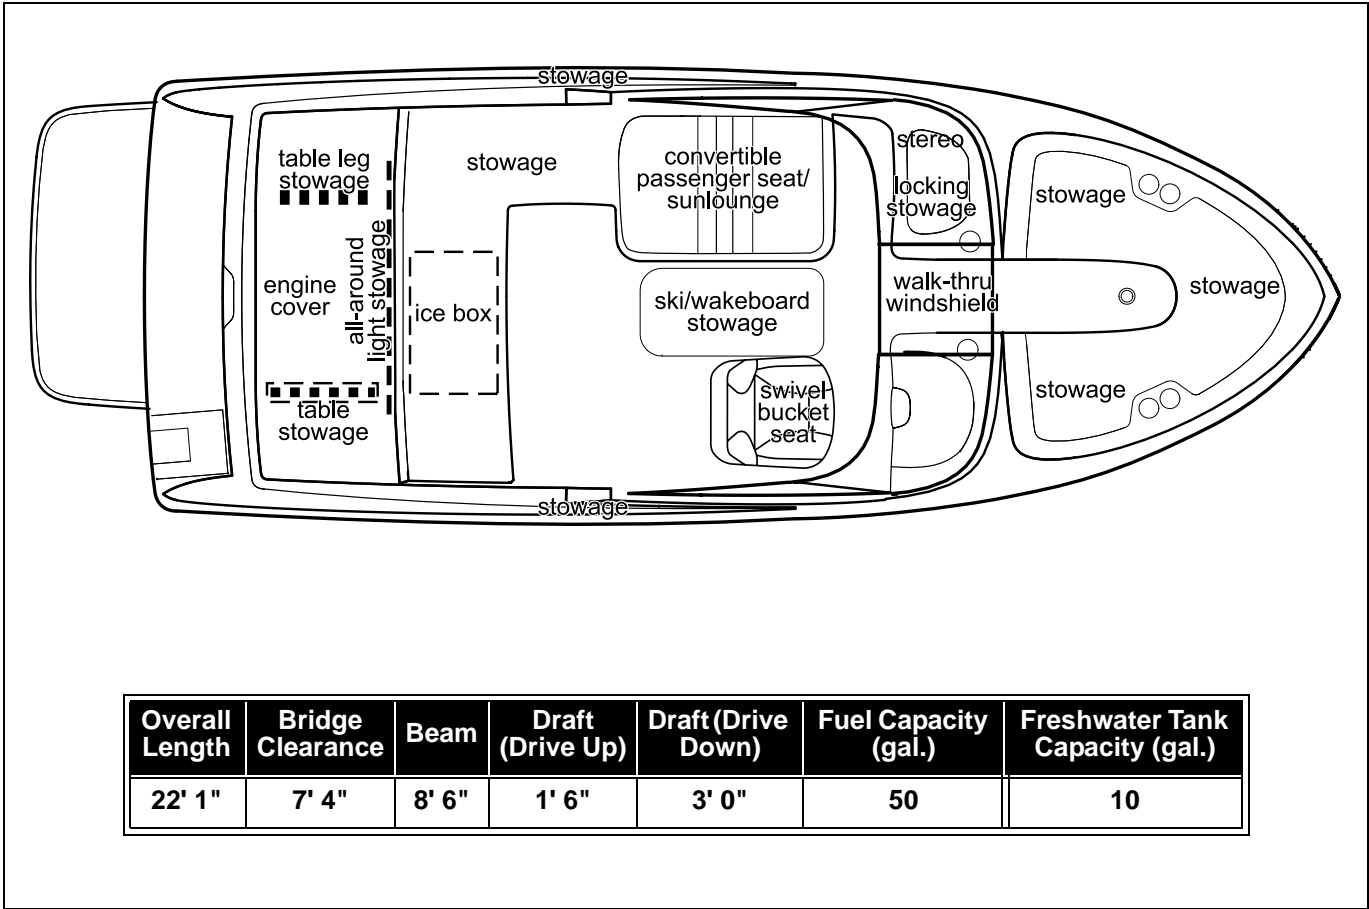 stowage
table leg
stowage
stowage
convertible
passenger seat/
sunlounge
stereo
locking
stowage
stowage
engine
cover
all-around
light stowage
ice box
ski/wakeboard
stowage
walk-thru
windshield
stowage
table
stowage
swivel
bucket
seat
stowage
stowage
Overall
Length
Bridge
Clearance
Beam
Draft
(Drive Up)
Draft (Drive
Down)
Fuel Capacity
(gal.)
Freshwater Tank
Capacity (gal.)
22' 1"
7' 4"
8' 6"
1' 6"
3' 0"
50
10